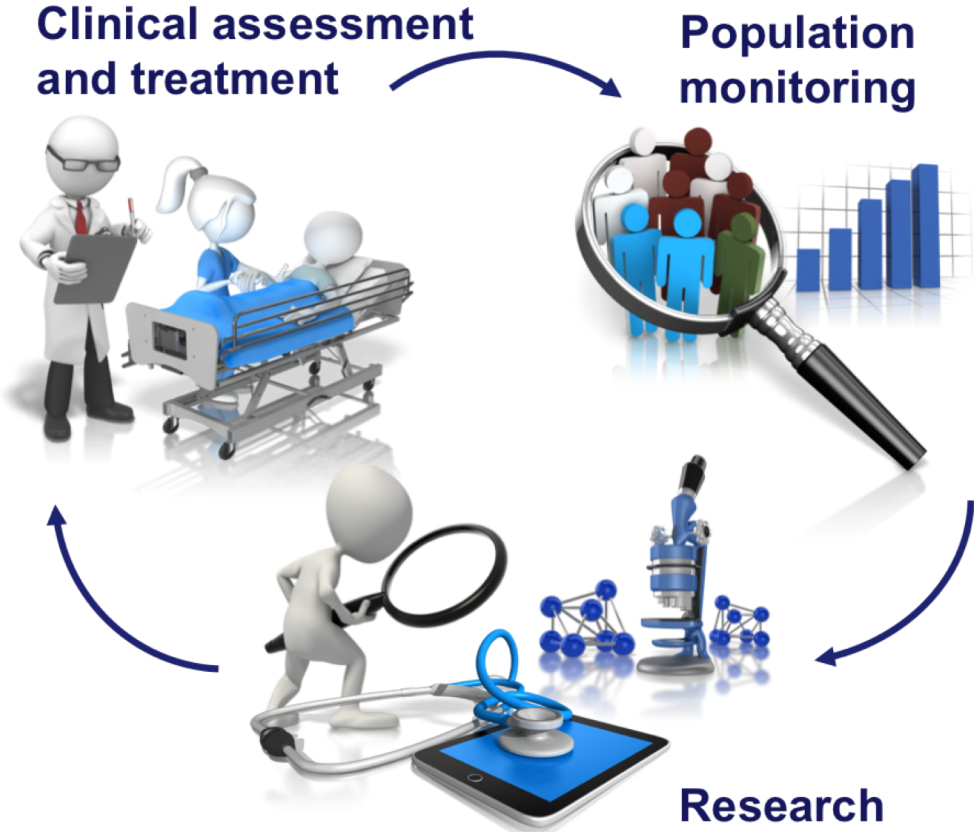 Clinical assessment
and treatment
Population
monitoring
Research